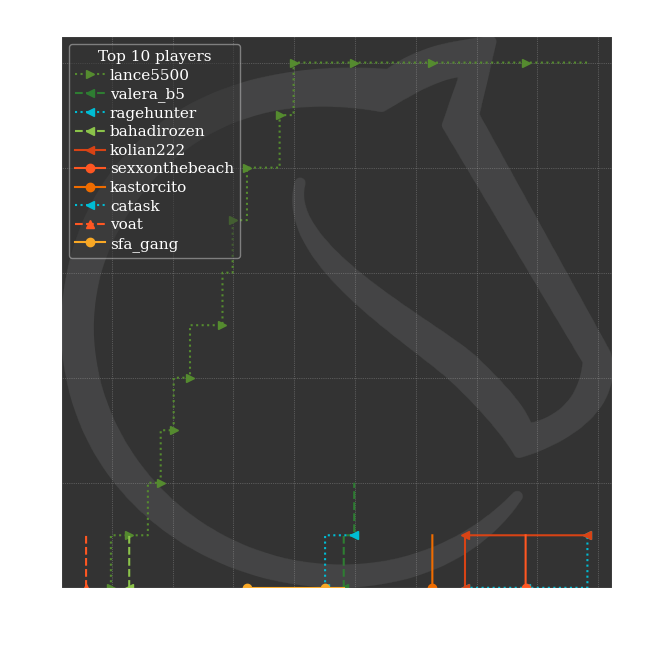 Top 10 players
lance5500
valera_b5
ragehunter
bahadirozen
kolian222
sexxonthebeach
kastorcito
catask
voat
sfa_gang